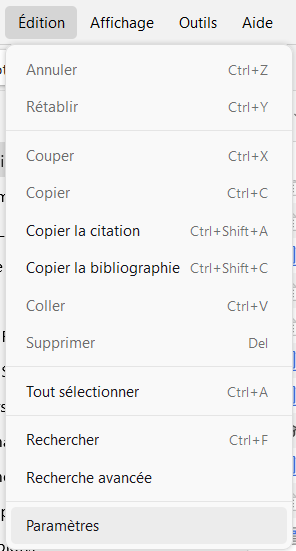 Édition Affichage Outils Aide
Annuler Ctrl+Z
Rétablir Ctrl+Y
Couper Ctrl+X
Copier Ctrl+C
Copier la citation Ctrl+Shift+A
Copier la bibliographie Ctrl+Shift+C
Coller Ctrl+V
Supprimer Del
Tout sélectionner Ctrl+A
Rechercher Ctrl+F
Recherche avancée
Paramètres